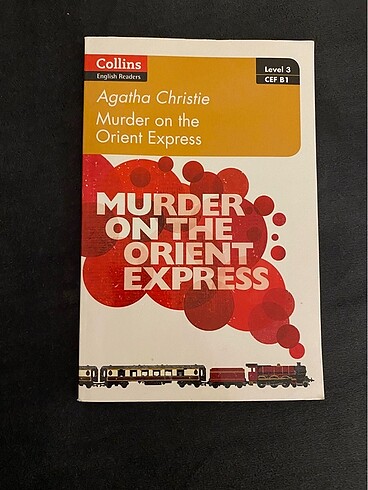 Collins
English Readers
Level 3
CEF B1
Agatha Christie
Murder on the
Orient Express
MURDER
ON THE
ORIENT
EXPRESS